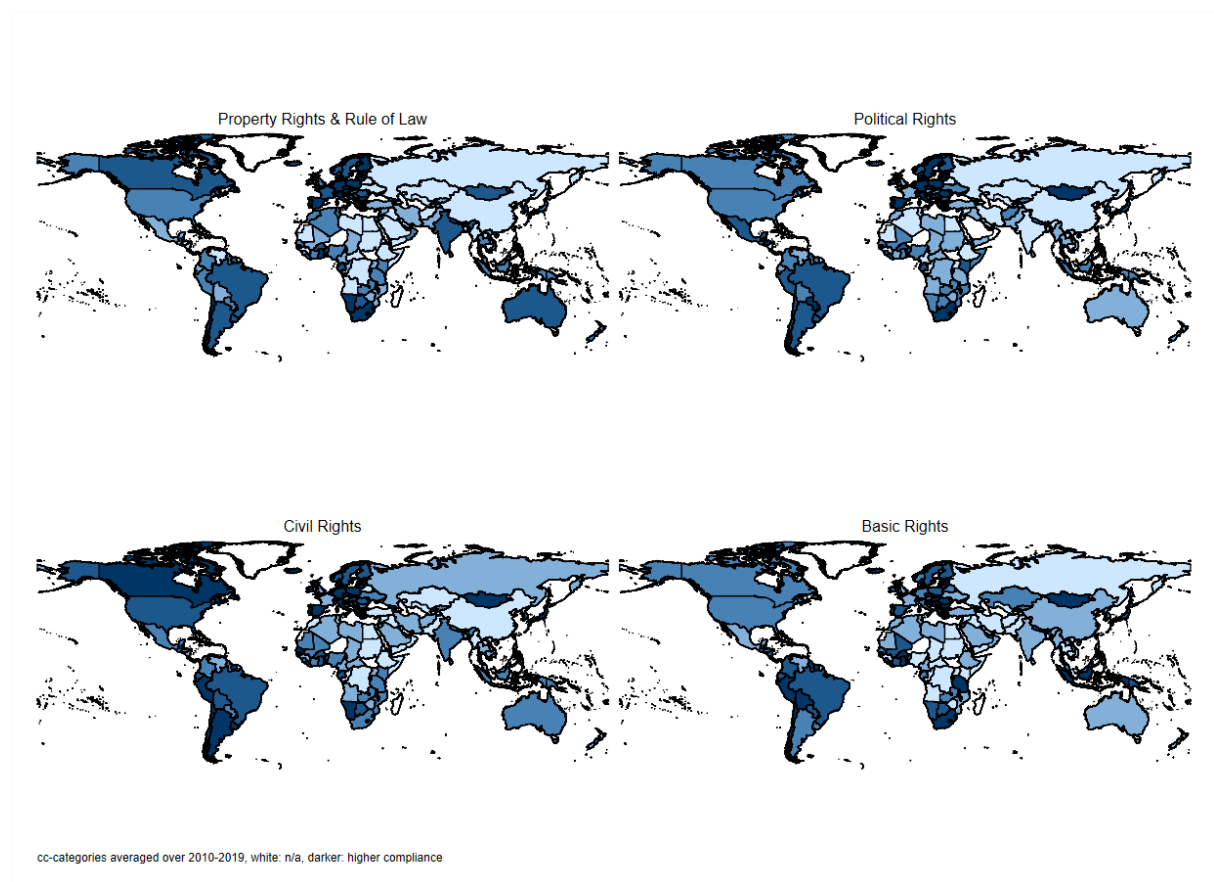 Property Rights & Rule of Law
Political Rights
Civil Rights
Basic Rights
cc-categories averaged over 2010-2019, white: n/a, darker: higher compliance